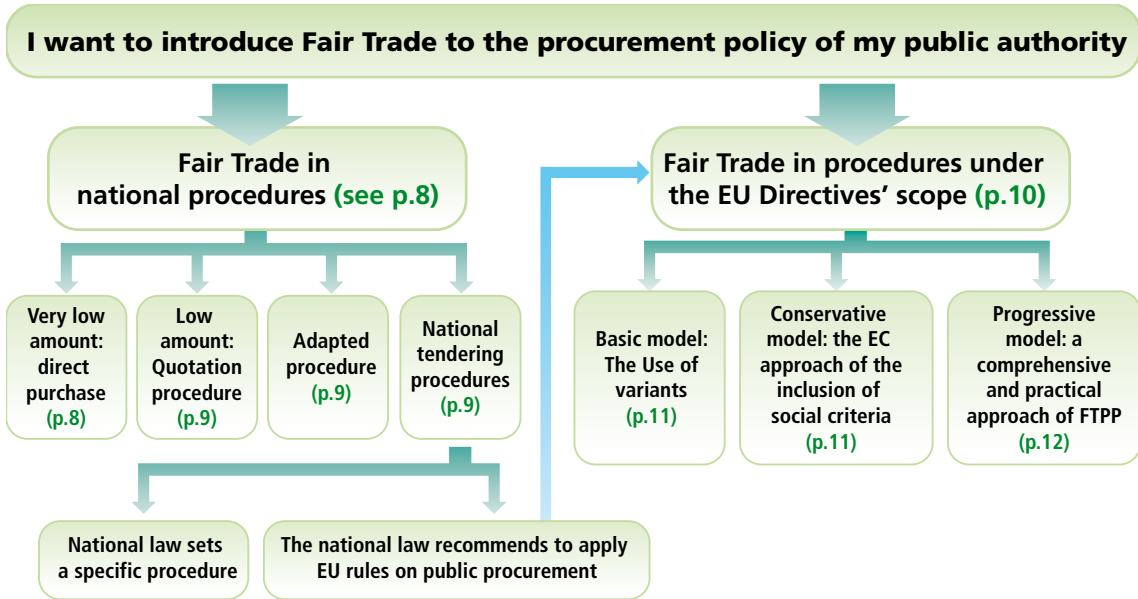 I want to introduce Fair Trade to the procurement policy of my public authority
Fair Trade in
national procedures (see p.8)
Fair Trade in procedures under
the EU Directives’ scope (p.10)
Very low
amount:
direct
purchase
(p.8)
Low
amount:
Quotation
procedure
(p.9)
Adapted
procedure
(p.9)
National
tendering
procedures
(p.9)
Basic model:
The Use of
variants
(p.11)
Conservative
model: the EC
approach of the
inclusion of
social criteria
(p.11)
Progressive
model: a
comprehensive
and practical
approach of FTPP
(p.12)
National law sets
a specific procedure
The national law recommends to apply
EU rules on public procurement